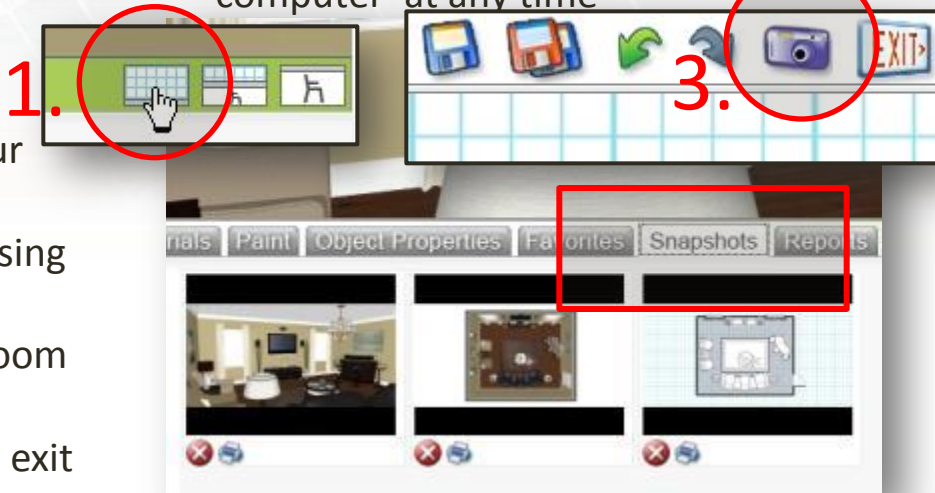 computer at any time
1.
3.
EXIT
ur
sing
oom
exit
rials Paint Object Properties Favorites Snapshots Reports